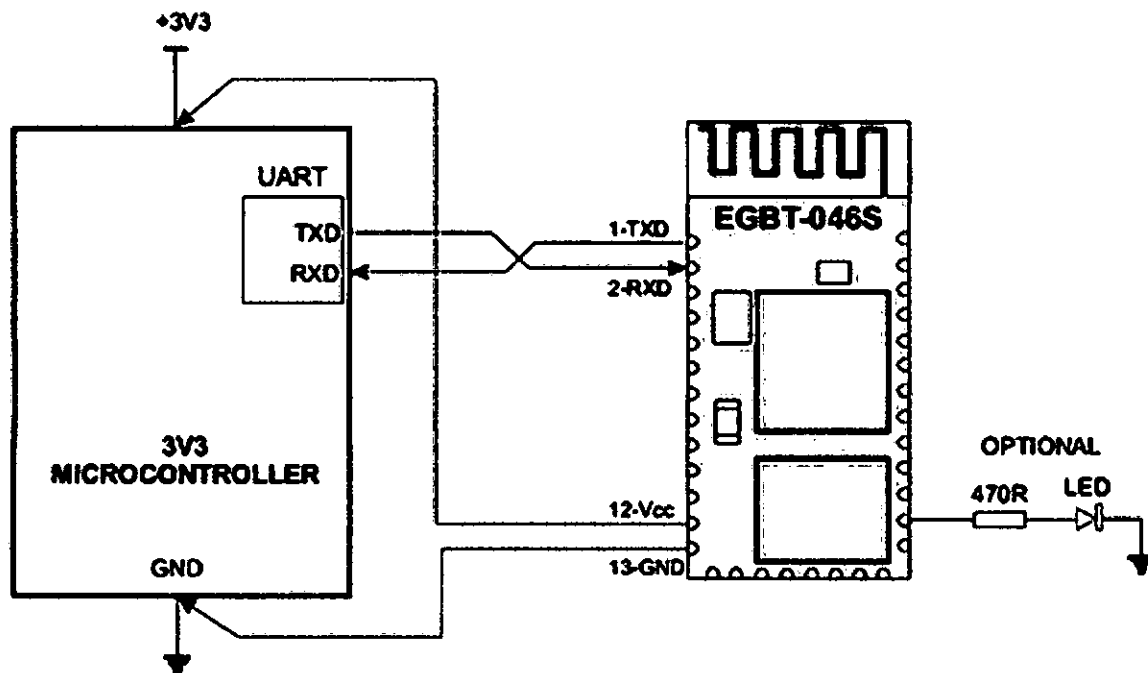 +3V3
UART
TXD
RXD
3V3
MICROCONTROLLER
GND
1-TXD
2-RXD
12-Vcc
13-GND
EGBT-046S
OPTIONAL
470R
LED